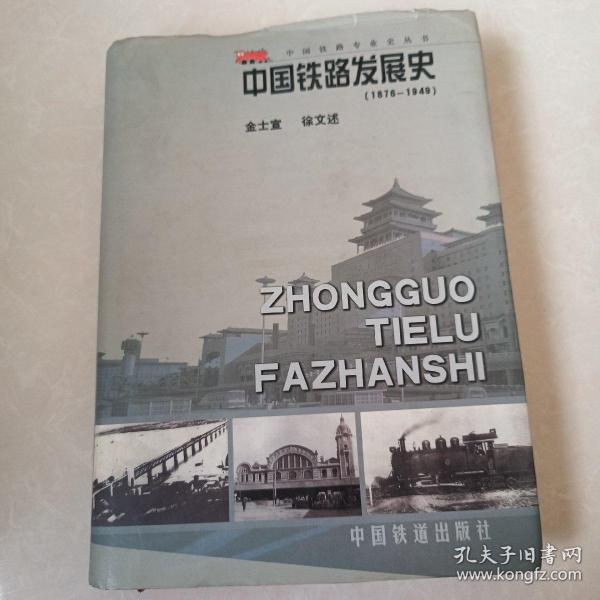 中国铁路专业史丛书
中国铁路发展史
(1876-1949)
金士宣 徐文述
ZHONGGUO
TIELU
FAZHANSHI
中国铁道出版社
孔夫子旧书网
www.kongfz.com